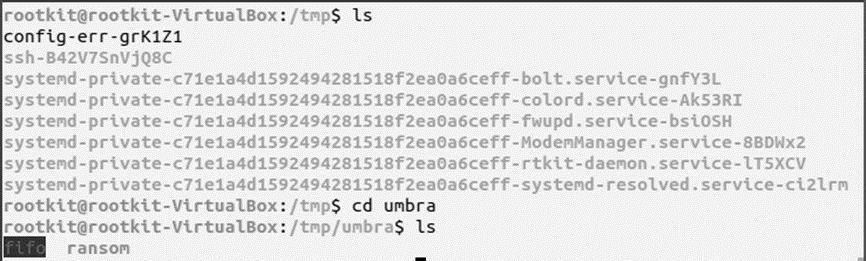 rootkit@rootkit-VirtualBox:/tmp$ ls
config-err-grK1Z1
ssh-B42V7SnVjQ8C
systemd-private-c71e1a4d1592494281518f2ea0a6ceff-bolt.service-gnfY3L
systemd-private-c71e1a4d1592494281518f2ea0a6ceff-colord.service-Ak53RI
systemd-private-c71e1a4d1592494281518f2ea0a6ceff-fwupd.service-bsiOSH
systemd-private-c71e1a4d1592494281518f2ea0a6ceff-ModemManager.service-8BDWx2
systemd-private-c71e1a4d1592494281518f2ea0a6ceff-rtkit-daemon.service-lT5XCV
systemd-private-c71e1a4d1592494281518f2ea0a6ceff-systemd-resolved.service-ci2lrm
rootkit@rootkit-VirtualBox:/tmp$ cd umbra
rootkit@rootkit-VirtualBox:/tmp/umbra$ ls
fifo  ransom